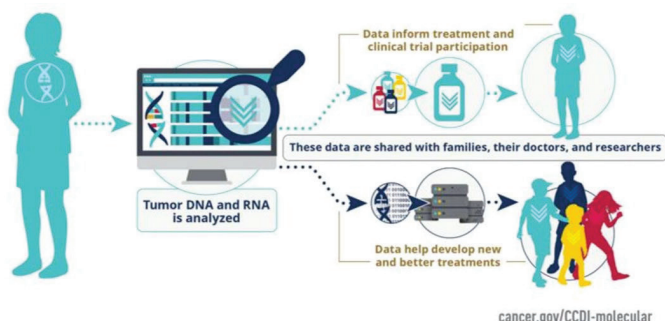 Data inform treatment and
clinical trial participation
These data are shared with families, their doctors, and researchers
Tumor DNA and RNA
is analyzed
Data help develop new
and better treatments
cancer.gov/CCDI-molecular